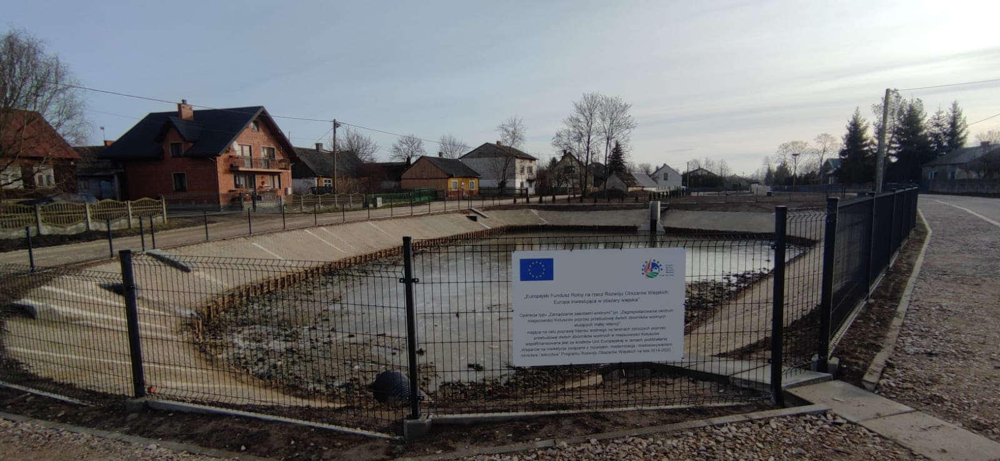 „Europejski Fundusz Rolny na rzecz Rozwoju Obszarów Wiejskich:
Europa inwestująca w obszary wiejskie”
Operacja typu „Zarządzanie zasobami wodnymi” pn. „Zagospodarowanie centrum
miejscowości Kotuszów poprzez przebudowę dwóch zbiorników wodnych
służących małej retencji”
mająca na celu poprawę bilansu wodnego na terenach rolniczych poprzez
przebudowę dwóch zbiorników wodnych w miejscowości Kotuszów
współfinansowana jest ze środków Unii Europejskiej w ramach poddziałania
„Wsparcie na inwestycje związane z rozwojem, modernizacją i dostosowywaniem
rolnictwa i leśnictwa” Programu Rozwoju Obszarów Wiejskich na lata 2014-2020.